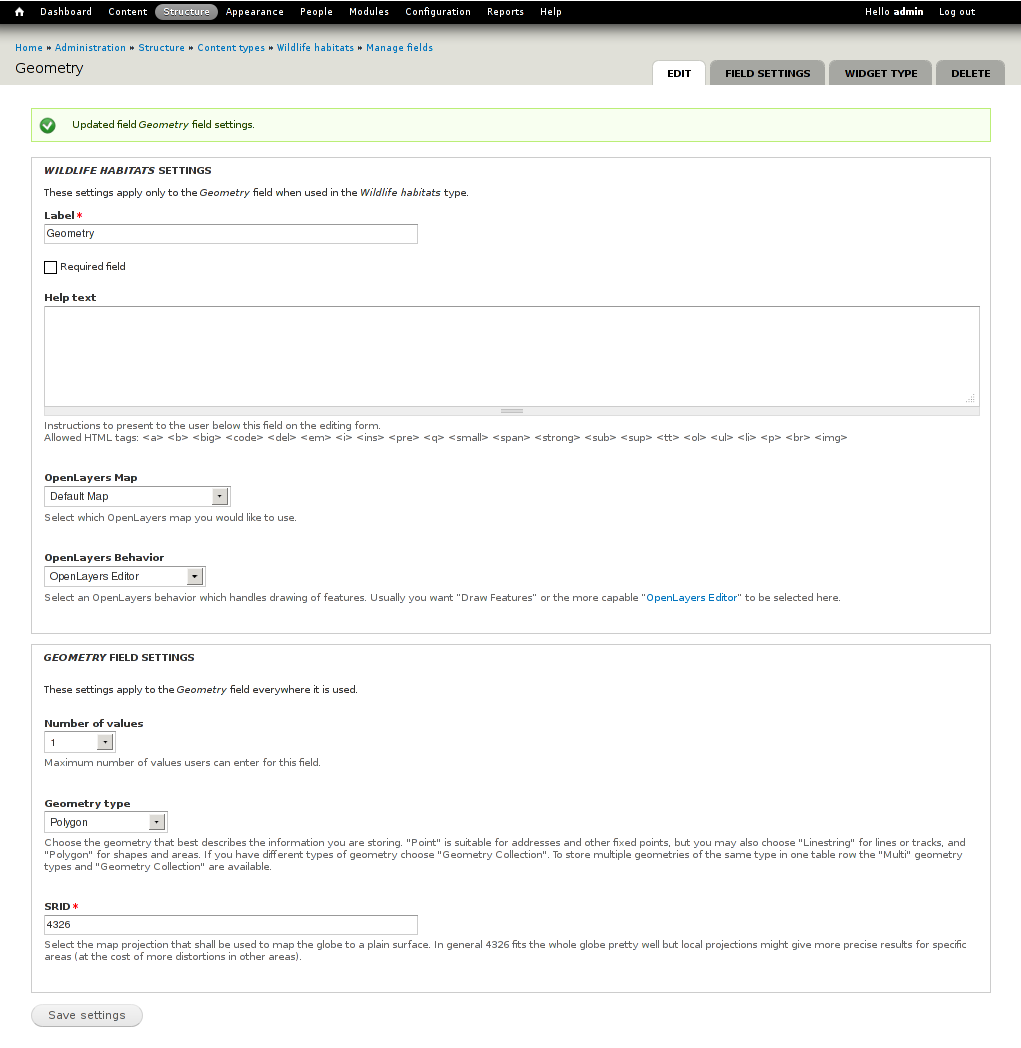 Dashboard Content Structure Appearance People Modules Configuration Reports Help Hello admin Log out
Home » Administration » Structure » Content types » Wildlife habitats » Manage fields
Geometry
EDIT FIELD SETTINGS WIDGET TYPE DELETE
Updated field Geometry field settings.
WILDLIFE HABITATS SETTINGS
These settings apply only to the Geometry field when used in the Wildlife habitats type.
Label *
Geometry
Required field
Help text
Instructions to present to the user below this field on the editing form.
Allowed HTML tags: <a> <b> <big> <code> <del> <em> <i> <ins> <pre> <q> <small> <span> <strong> <sub> <sup> <tt> <ol> <ul> <li> <p> <br> <img>
OpenLayers Map
Default Map
Select which OpenLayers map you would like to use.
OpenLayers Behavior
OpenLayers Editor
Select an OpenLayers behavior which handles drawing of features. Usually you want "Draw Features" or the more capable "OpenLayers Editor" to be selected here.
GEOMETRY FIELD SETTINGS
These settings apply to the Geometry field everywhere it is used.
Number of values
1
Maximum number of values users can enter for this field.
Geometry type
Polygon
Choose the geometry that best describes the information you are storing. "Point" is suitable for addresses and other fixed points, but you may also choose "Linestring" for lines or tracks, and
"Polygon" for shapes and areas. If you have different types of geometry choose "Geometry Collection". To store multiple geometries of the same type in one table row the "Multi" geometry
types and "Geometry Collection" are available.
SRID *
4326
Select the map projection that shall be used to map the globe to a plain surface. In general 4326 fits the whole globe pretty well but local projections might give more precise results for specific
areas (at the cost of more distortions in other areas).
Save settings